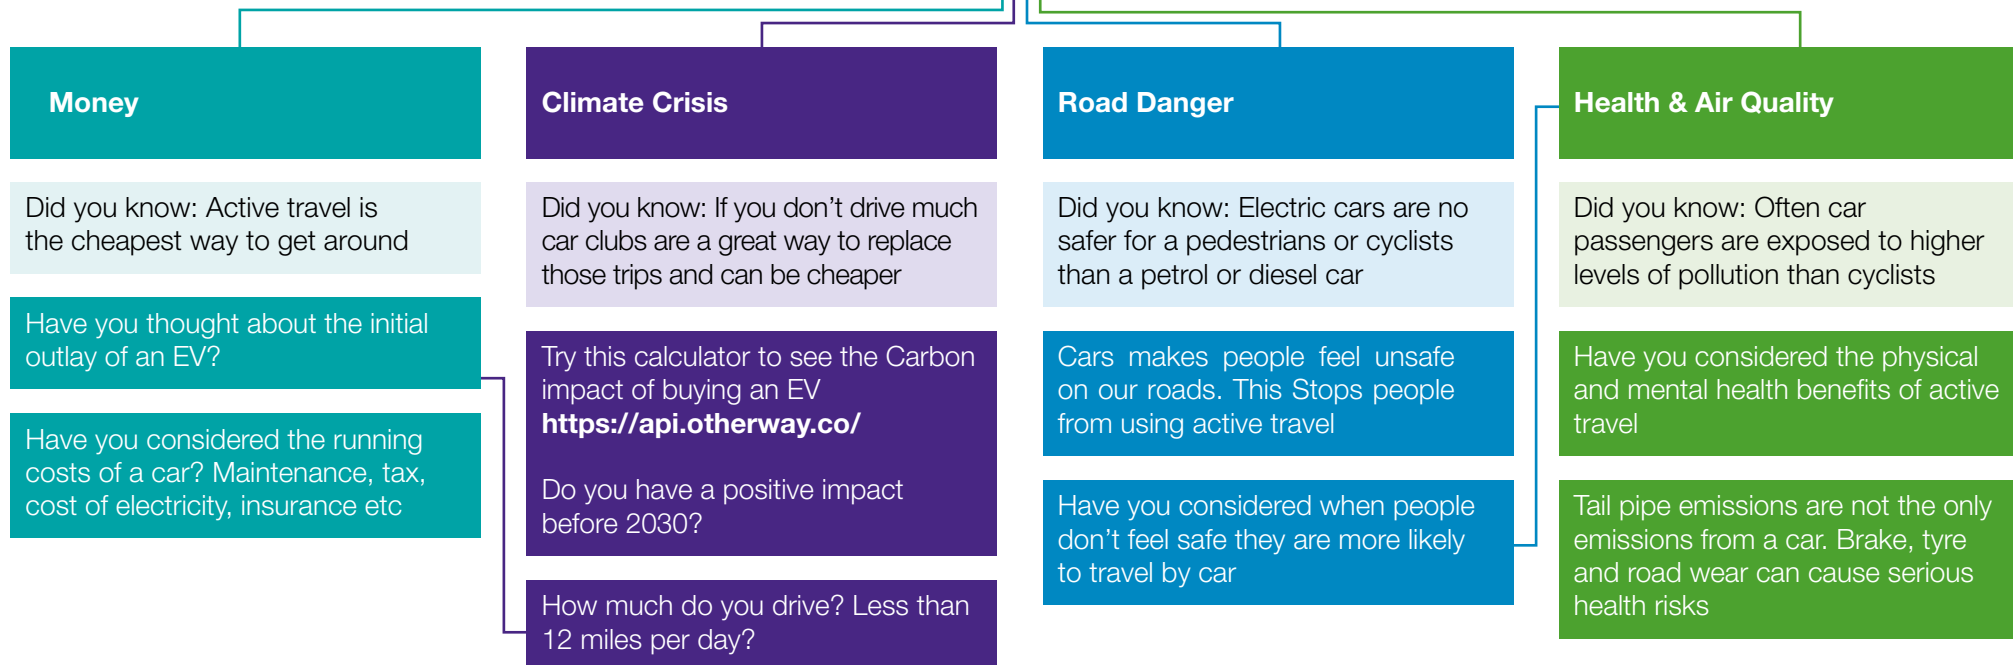 Money
Did you know: Active travel is
the cheapest way to get around
Have you thought about the initial
outlay of an EV?
Have you considered the running
costs of a car? Maintenance, tax,
cost of electricity, insurance etc
Climate Crisis
Did you know: If you don’t drive much
car clubs are a great way to replace
those trips and can be cheaper
Try this calculator to see the Carbon
impact of buying an EV
https://api.otherway.co/
Do you have a positive impact
before 2030?
How much do you drive? Less than
12 miles per day?
Road Danger
Did you know: Electric cars are no
safer for a pedestrians or cyclists
than a petrol or diesel car
Cars makes people feel unsafe
on our roads. This Stops people
from using active travel
Have you considered when people
don’t feel safe they are more likely
to travel by car
Health & Air Quality
Did you know: Often car
passengers are exposed to higher
levels of pollution than cyclists
Have you considered the physical
and mental health benefits of active
travel
Tail pipe emissions are not the only
emissions from a car. Brake, tyre
and road wear can cause serious
health risks